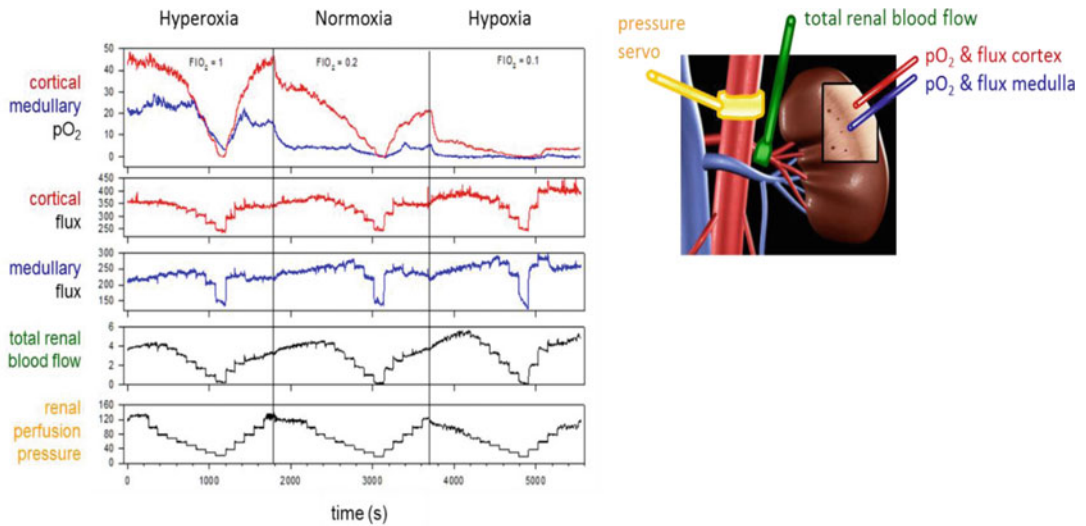 Hyperoxia Normoxia Hypoxia
FIO2 = 1 FIO2 = 0.2 FIO2 = 0.1
cortical
medullary
pO2
50
40
30
20
10
0
cortical
flux
450
400
350
300
250
medullary
flux
300
250
200
150
100
total renal
blood flow
6
4
2
0
renal
perfusion
pressure
160
120
80
40
0
0 1000 2000 3000 4000 5000
time (s)
pressure
servo
total renal blood flow
pO2 & flux cortex
pO2 & flux medulla